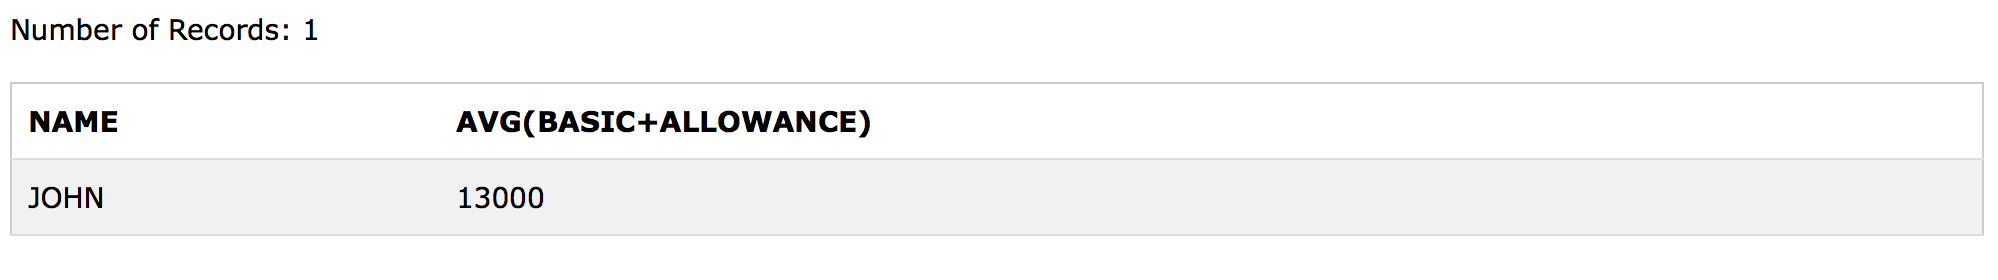 Number of Records: 1
NAME AVG(BASIC+ALLOWANCE)
JOHN 13000